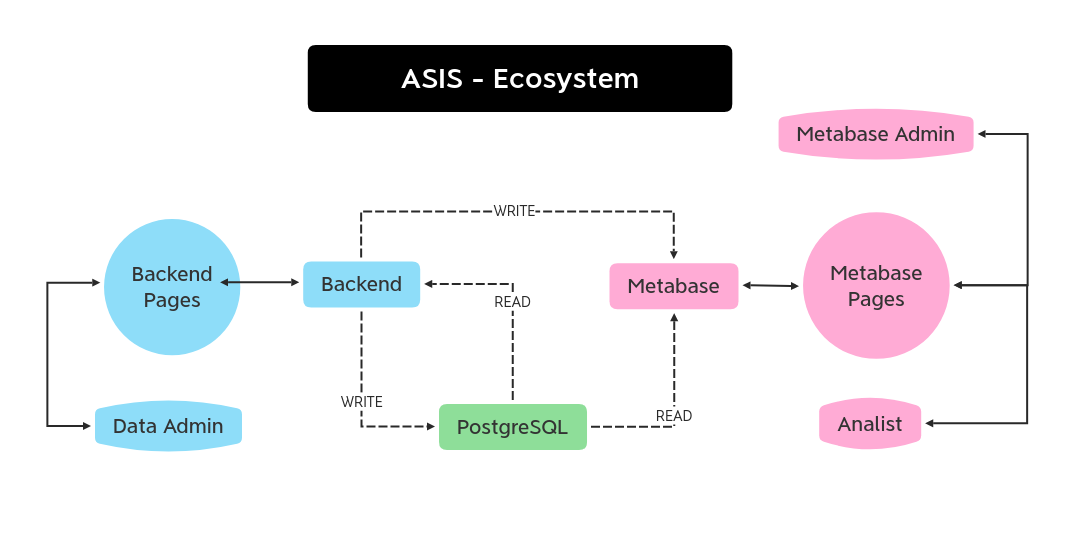 ASIS - Ecosystem
Metabase Admin
WRITE
Backend
Pages
Backend
Metabase
Metabase
Pages
READ
WRITE
READ
Data Admin
PostgreSQL
Analist